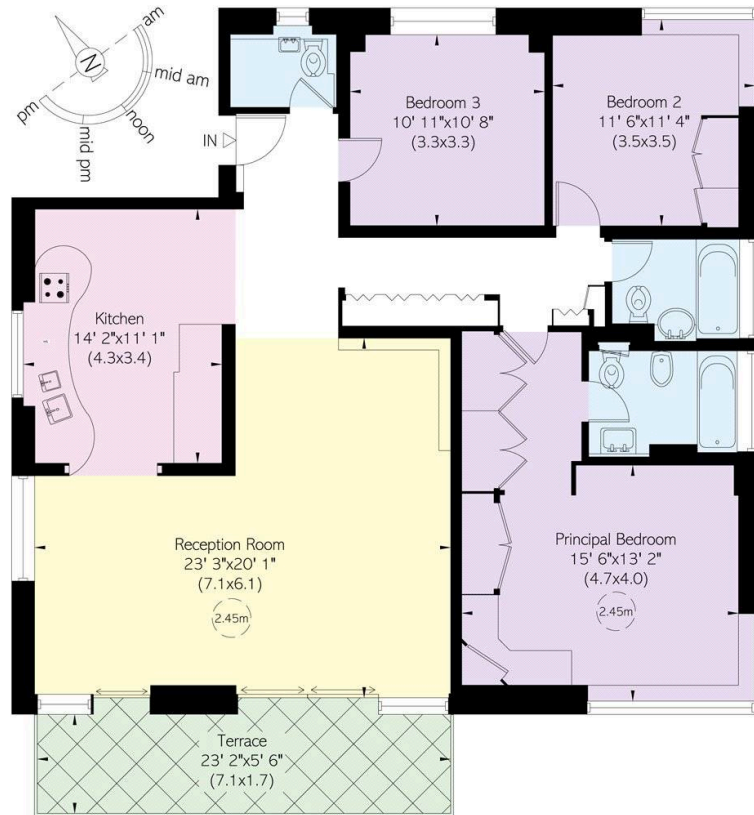 am
mid am
noon
mid pm
pm
N
IN
Bedroom 3
10' 11"x10' 8"
(3.3x3.3)
Bedroom 2
11' 6"x11' 4"
(3.5x3.5)
Kitchen
14' 2"x11' 1"
(4.3x3.4)
Reception Room
23' 3"x20' 1"
(7.1x6.1)
2.45m
Principal Bedroom
15' 6"x13' 2"
(4.7x4.0)
2.45m
Terrace
23' 2"x5' 6"
(7.1x1.7)